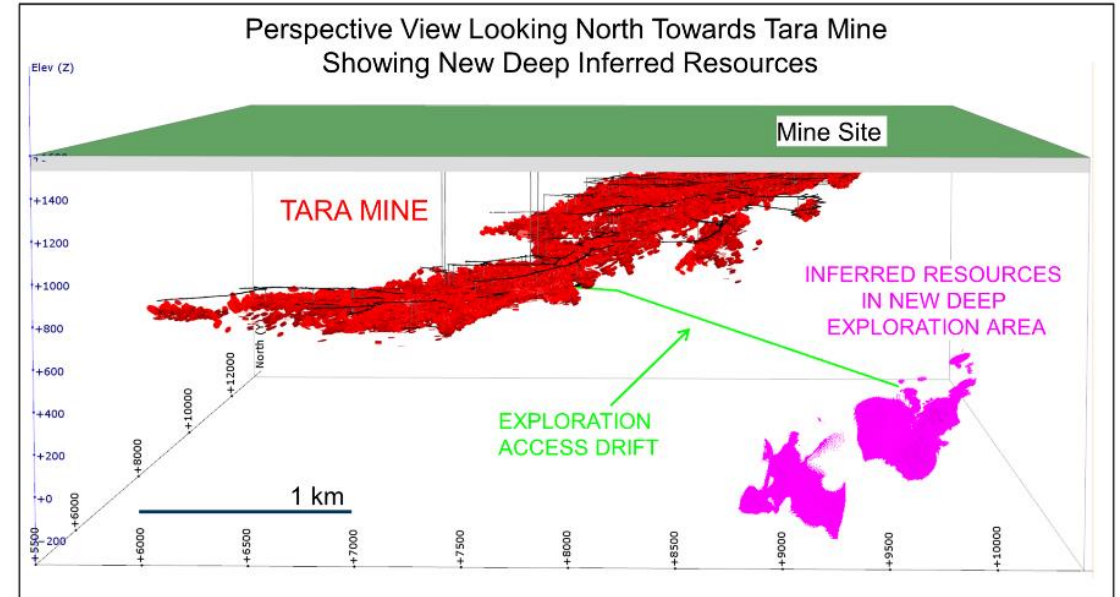 Perspective View Looking North Towards Tara Mine
Showing New Deep Inferred Resources
Elev (Z)
Mine Site
+1400
+1200
+1000
+800
+600
+400
+200
+0
-200
TARA MINE
INFERRED RESOURCES
IN NEW DEEP
EXPLORATION AREA
EXPLORATION
ACCESS DRIFT
1 km
+12000
+10000
+8000
+6000
+5500
+6000
+6500
+7000
+7500
+8000
+8500
+9000
+9500
+10000